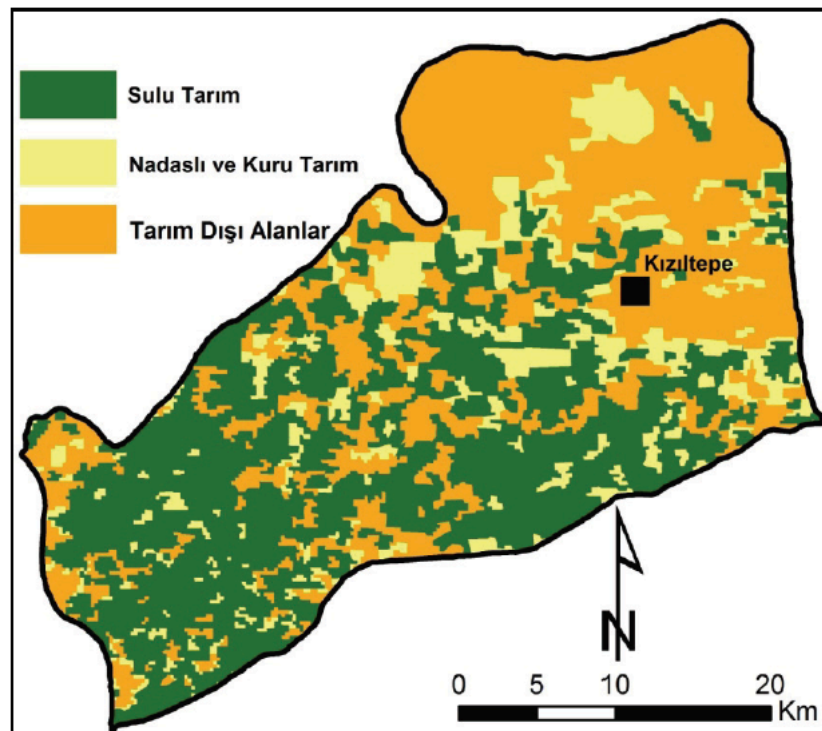 Sulu Tarım
Nadaslı ve Kuru Tarım
Tarım Dışı Alanlar
Kızıltepe
N
0 5 10 20
Km